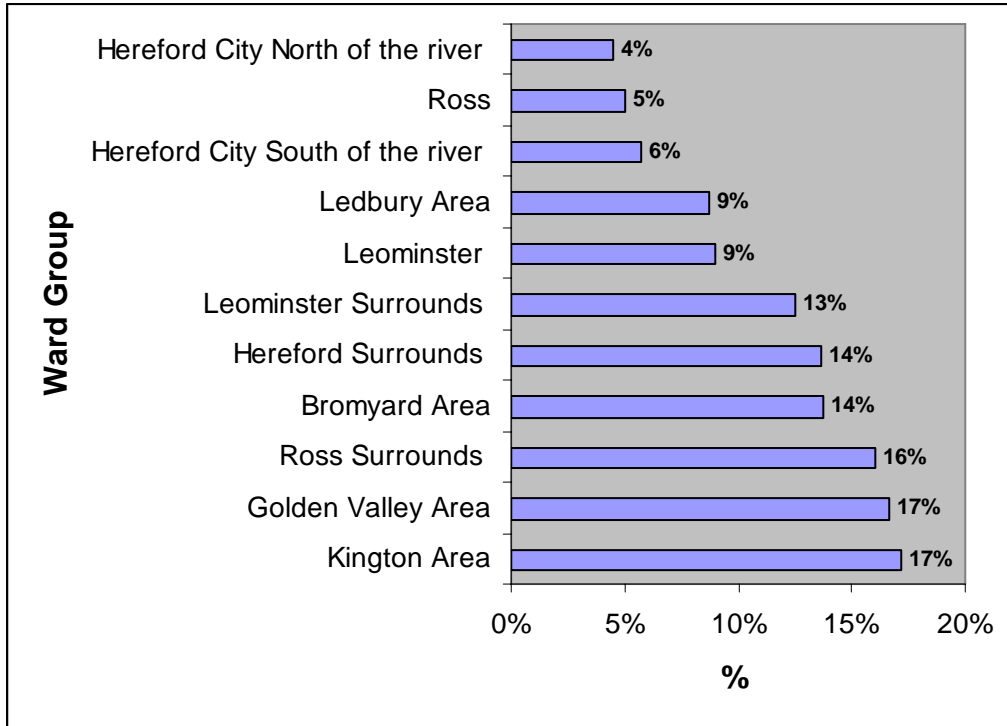 Hereford City North of the river 4%
Ross 5%
Hereford City South of the river 6%
Ledbury Area 9%
Leominster 9%
Leominster Surrounds 13%
Hereford Surrounds 14%
Bromyard Area 14%
Ross Surrounds 16%
Golden Valley Area 17%
Kington Area 17%
Ward Group
0% 5% 10% 15% 20%
%